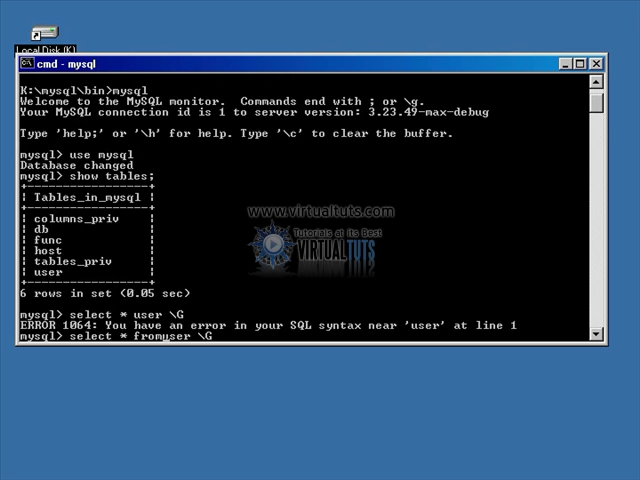 Local Disk (K)
cmd - mysql
K:\mysql\bin>mysql
Welcome to the MySQL monitor.  Commands end with ; or \g.
Your MySQL connection id is 1 to server version: 3.23.49-max-debug
Type 'help;' or '\h' for help. Type '\c' to clear the buffer.
mysql> use mysql
Database changed
mysql> show tables;
+-----------------+
| Tables_in_mysql |
+-----------------+
| columns_priv    |
| db              |
| func            |
| host            |
| tables_priv     |
| user            |
+-----------------+
6 rows in set (0.05 sec)
mysql> select * user \G
ERROR 1064: You have an error in your SQL syntax near 'user' at line 1
mysql> select * fromuser \G
www.virtualtuts.com
Tutorials at its Best
VIRTUALTUTS